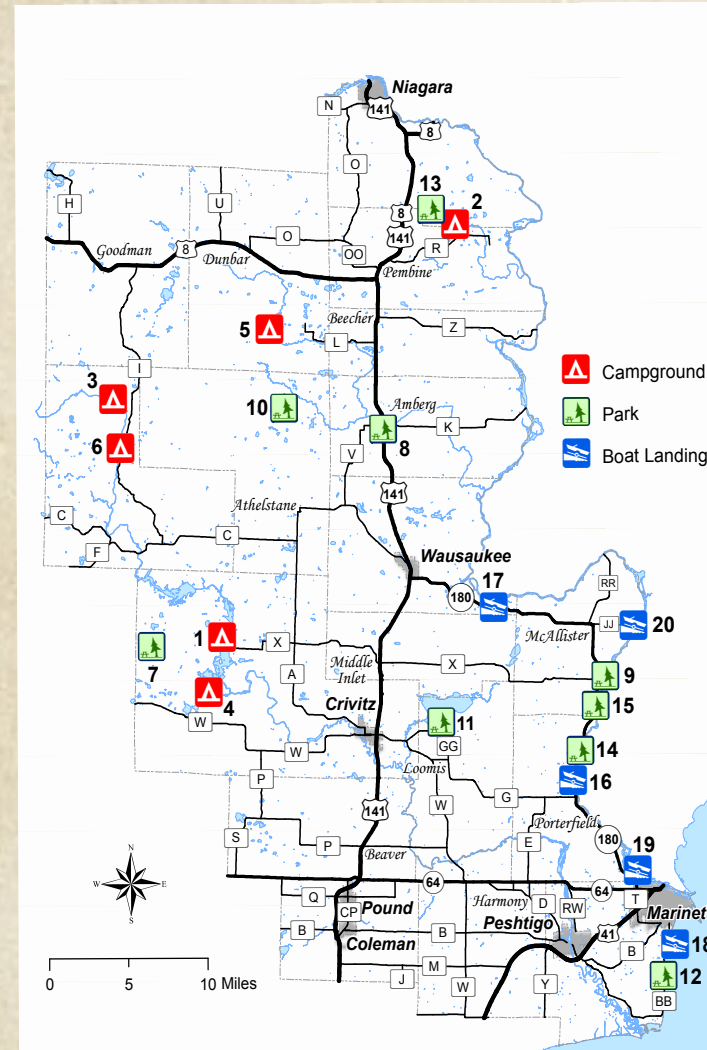 Niagara
N
141
8
O
13
2
H
U
8
141
O
R
Goodman
8
Dunbar
OO
Pembine
Beecher
Z
5
L
Campground
I
3
Park
10
Amberg
8
K
6
V
Boat Landing
141
Athelstane
C
C
F
Wausaukee
17
180
RR
JJ
20
McAllister
1
X
Middle
Inlet
X
7
A
9
4
Crivitz
15
W
11
W
GG
14
Loomis
16
P
W
G
141
Porterfield
S
180
P
E
19
Beaver
N
W
E
S
64
64
Q
Harmony
T
CP
Pound
D
RW
Marinet
B
B
Peshtigo
41
18
Coleman
B
M
12
J
W
Y
BB
0
5
10 Miles